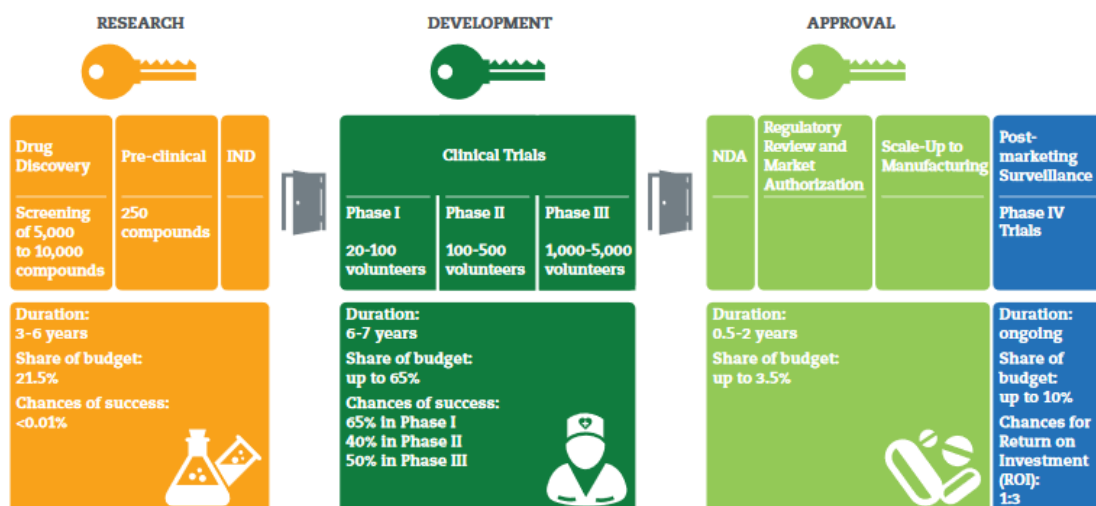 RESEARCH
DEVELOPMENT
APPROVAL
Drug
Discovery
Screening
of 5,000
to 10,000
compounds
Pre-clinical
250
compounds
IND
Clinical Trials
Phase I
20-100
volunteers
Phase II
100-500
volunteers
Phase III
1,000-5,000
volunteers
NDA
Regulatory
Review and
Market
Authorization
Scale-Up to
Manufacturing
Post-
marketing
Surveillance
Phase IV
Trials
Duration:
3-6 years
Share of budget:
21.5%
Chances of success:
<0.01%
Duration:
6-7 years
Share of budget:
up to 65%
Chances of success:
65% in Phase I
40% in Phase II
50% in Phase III
Duration:
0.5-2 years
Share of budget:
up to 3.5%
Duration:
ongoing
Share of
budget:
up to 10%
Chances for
Return on
Investment
(ROI):
1:3